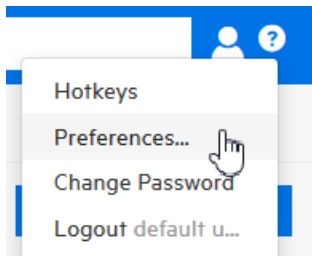 ?
Hotkeys
Preferences...
Change Password
Logout default u...